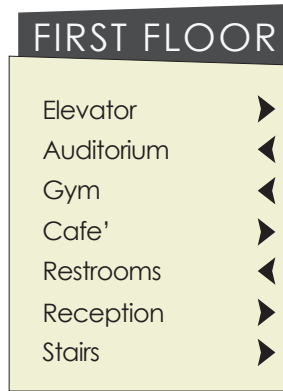 FIRST FLOOR
Elevator
Auditorium
Gym
Cafe’
Restrooms
Reception
Stairs